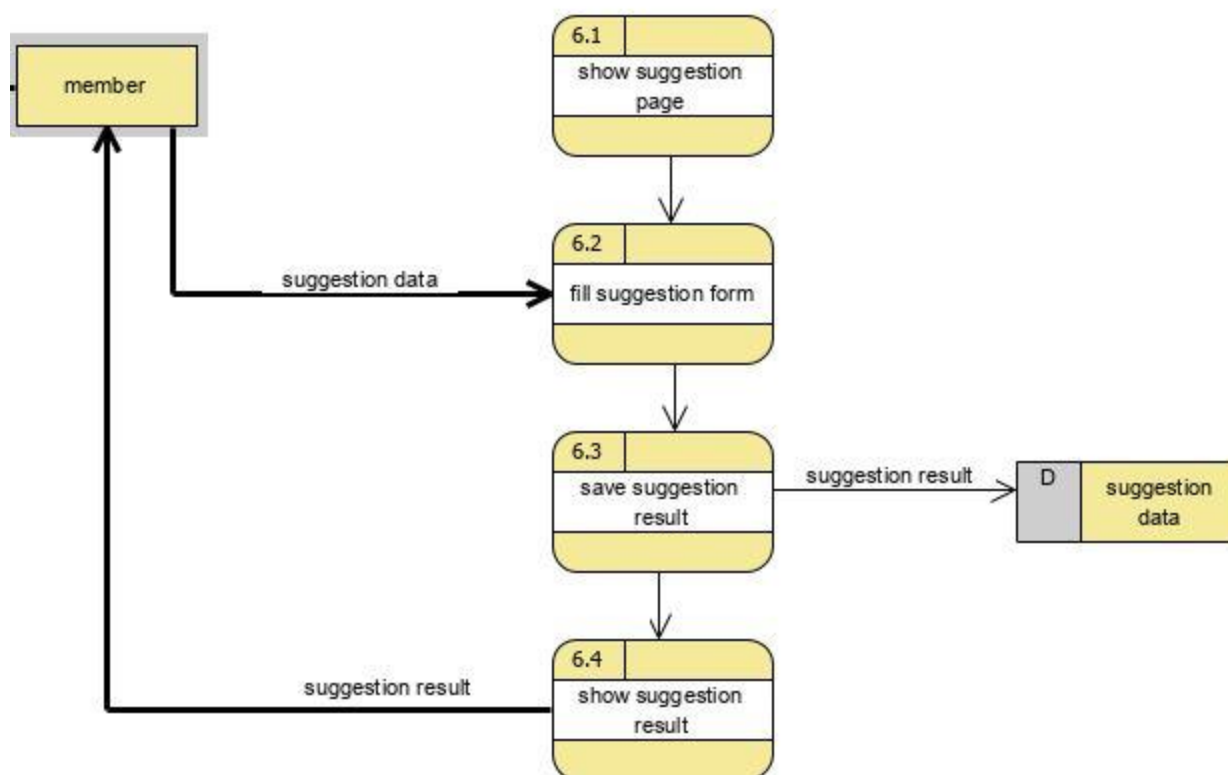 member
6.1
show suggestion
page
6.2
suggestion data
fill suggestion form
6.3
save suggestion
result
suggestion result
D
suggestion
data
6.4
suggestion result
show suggestion
result